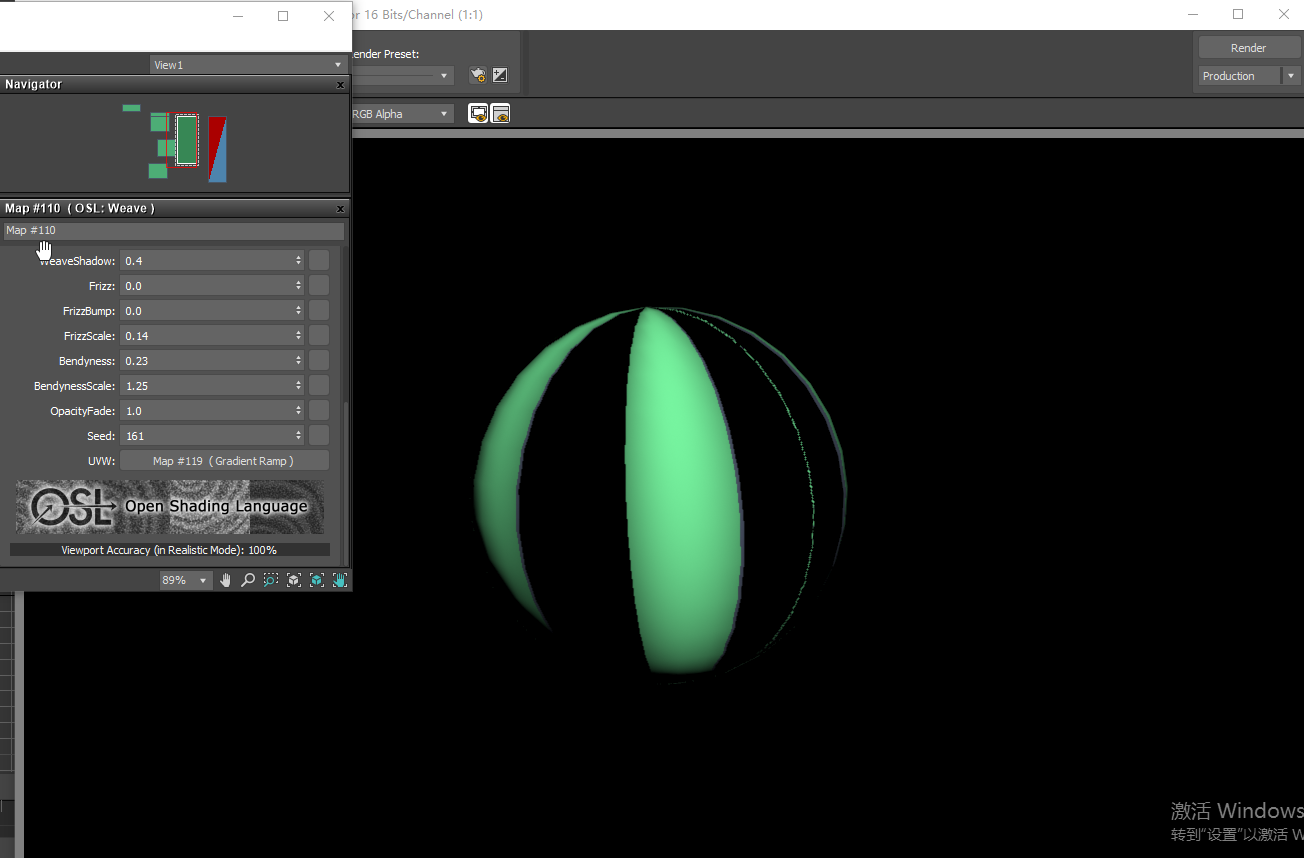 or 16 Bits/Channel (1:1)
ender Preset:
Render
View1
Production
Navigator
RGB Alpha
Map #110 ( OSL: Weave )
Map #110
WeaveShadow: 0.4
Frizz: 0.0
FrizzBump: 0.0
FrizzScale: 0.14
Bendyness: 0.23
BendynessScale: 1.25
OpacityFade: 1.0
Seed: 161
UVW: Map #119 ( Gradient Ramp )
OSL Open Shading Language
Viewport Accuracy (in Realistic Mode): 100%
89%
激活 Windows
转到“设置”以激活 W